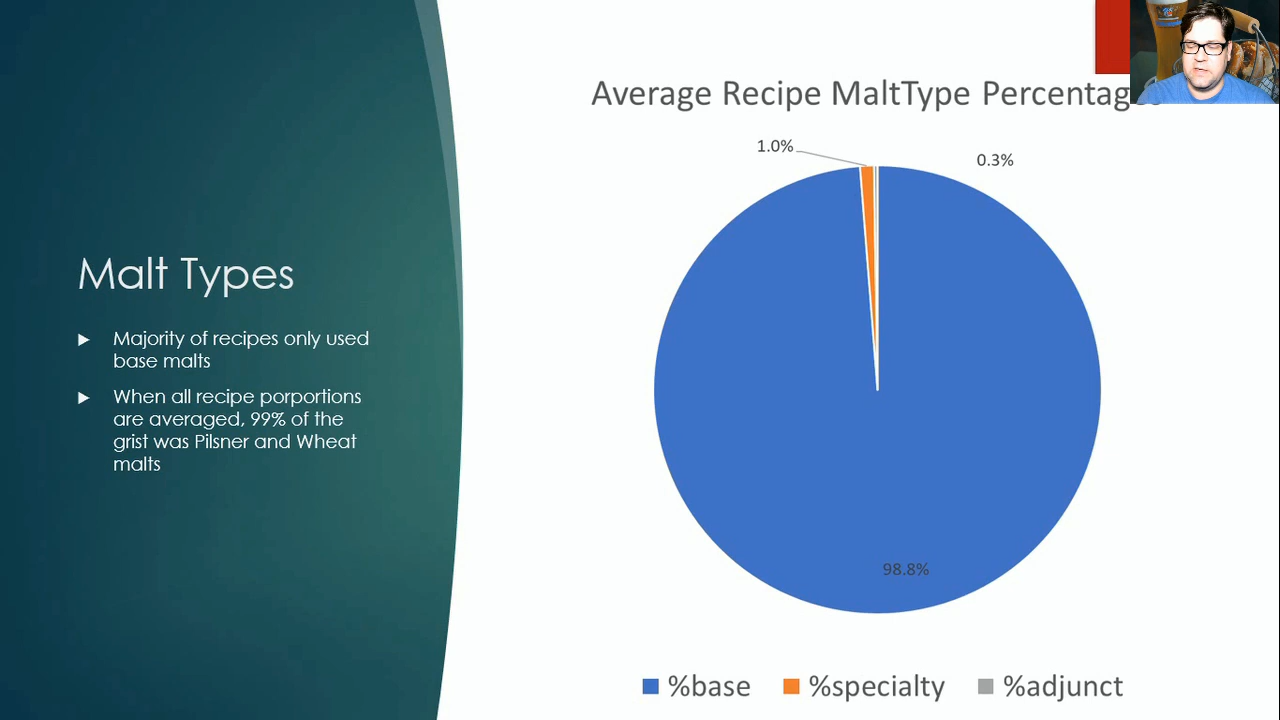 Average Recipe MaltType Percentages
1.0%
0.3%
Malt Types
Majority of recipes only used
base malts
When all recipe porportions
are averaged, 99% of the
grist was Pilsner and Wheat
malts
98.8%
%base
%specialty
%adjunct